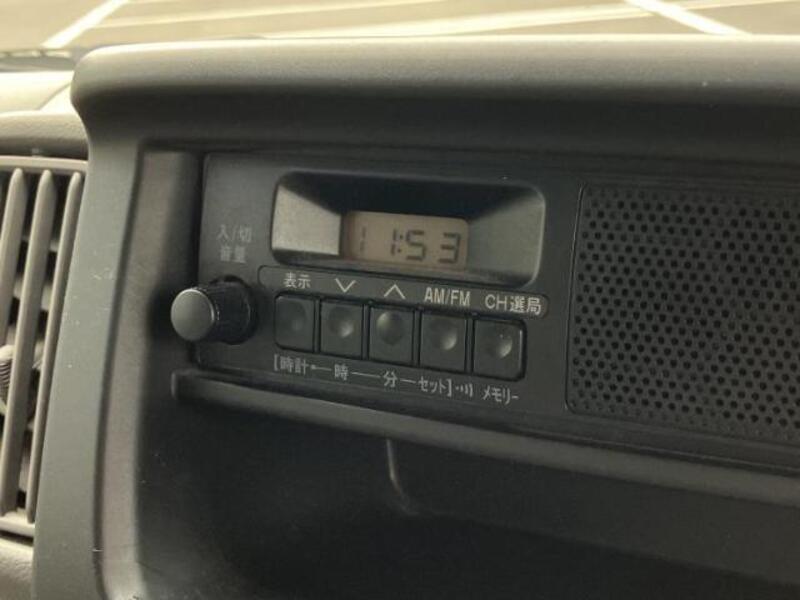 入/切
音量
1:53
表示 ∨ ∧ AM/FM CH選局
[時計•―時―分―セット] メモリー